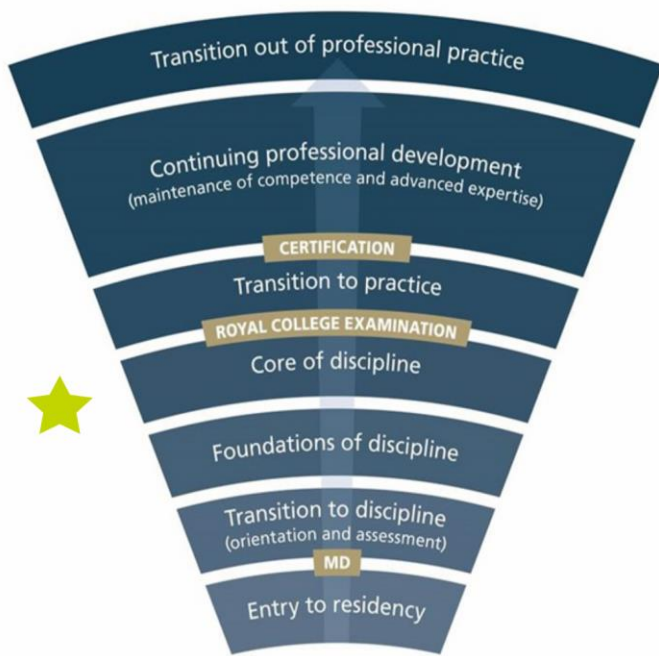 Transition out of professional practice
Continuing professional development
(maintenance of competence and advanced expertise)
CERTIFICATION
Transition to practice
ROYAL COLLEGE EXAMINATION
Core of discipline
Foundations of discipline
Transition to discipline
(orientation and assessment)
MD
Entry to residency